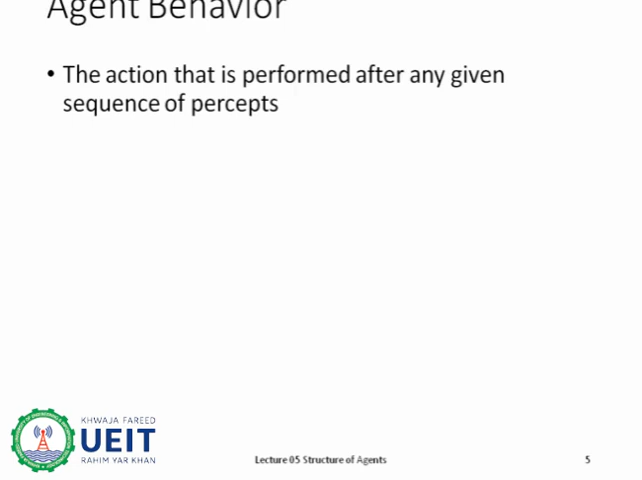 Agent Behavior
• The action that is performed after any given
sequence of percepts
KHWAJA FAREED
UEIT
RAHIM YAR KHAN
Lecture 05 Structure of Agents
5